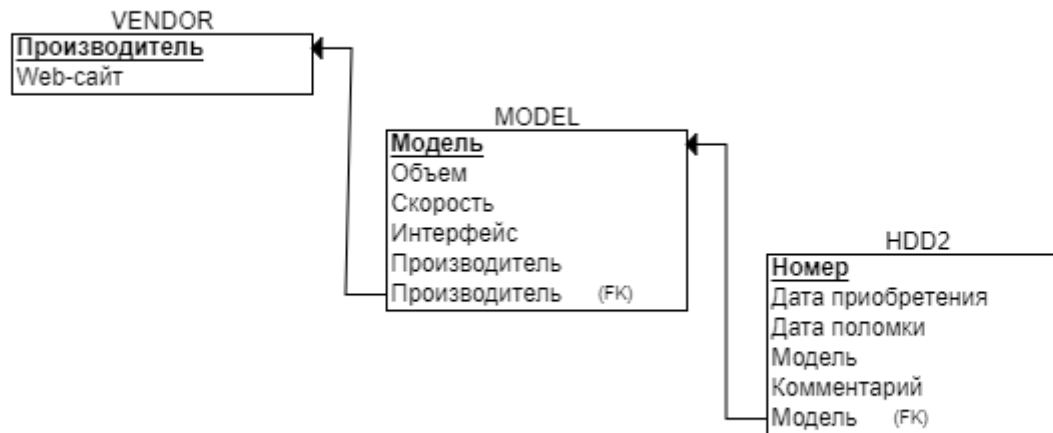 VENDOR
Производитель
Web-сайт
MODEL
Модель
Объем
Скорость
Интерфейс
Производитель
Производитель (FK)
HDD2
Номер
Дата приобретения
Дата поломки
Модель
Комментарий
Модель (FK)